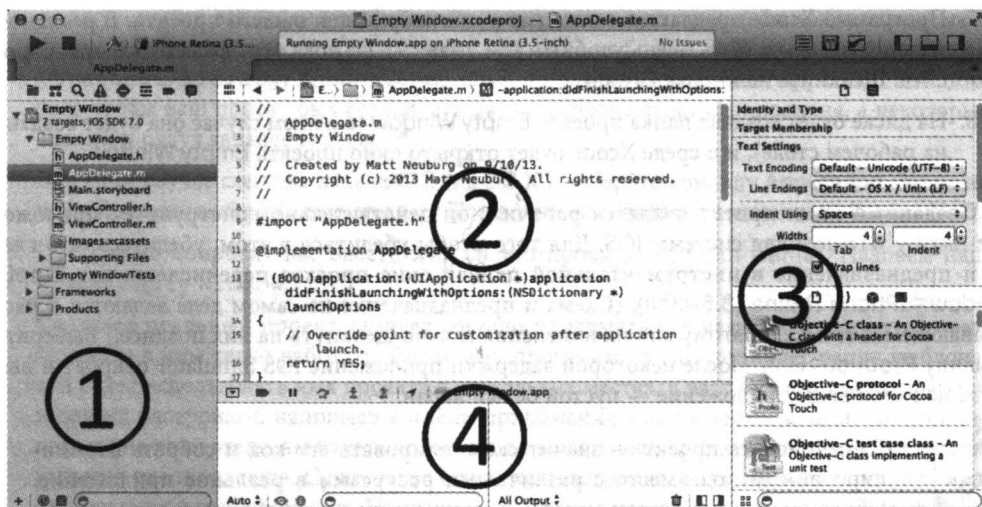 Empty Window.xcodeproj — AppDelegate.m
iPhone Retina (3.5...
Running Empty Window.app on iPhone Retina (3.5-inch)
No Issues
AppDelegate.m
E...
AppDelegate.m
-application:didFinishLaunchingWithOptions:
Empty Window
2 targets, iOS SDK 7.0
Empty Window
AppDelegate.h
AppDelegate.m
Main.storyboard
ViewController.h
ViewController.m
Images.xcassets
Supporting Files
Empty WindowTests
Frameworks
Products
1
//
// AppDelegate.m
// Empty Window
//
// Created by Matt Neuburg on
// Copyright (c) 2013 Matt Neuburg. All rights reserved.
//
#import "AppDelegate.h"
@implementation AppDelegate
- (BOOL)application:(UIApplication *)application
didFinishLaunchingWithOptions:(NSDictionary *)
launchOptions
{
// Override point for customization after application
launch.
return YES;
}
2
Empty Window.app
4
Auto
All Output
Identity and Type
Target Membership
Text Settings
Text Encoding Default - Unicode (UTF-8)
Line Endings Default - OS X / Unix (LF)
Indent Using Spaces
Widths 4 4
Tab Indent
Wrap lines
3
Objective-C class - An Objective-
C class with a header for Cocoa
Touch
Objective-C protocol - An
Objective-C protocol for Cocoa
Touch
Proto
Objective-C test case class - An
Objective-C class implementing a
unit test
Test